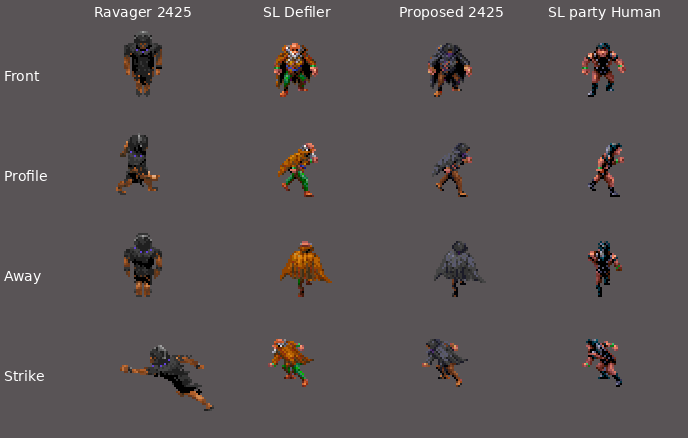 Ravager 2425 SL Defiler Proposed 2425 SL party Human
Front
Profile
Away
Strike